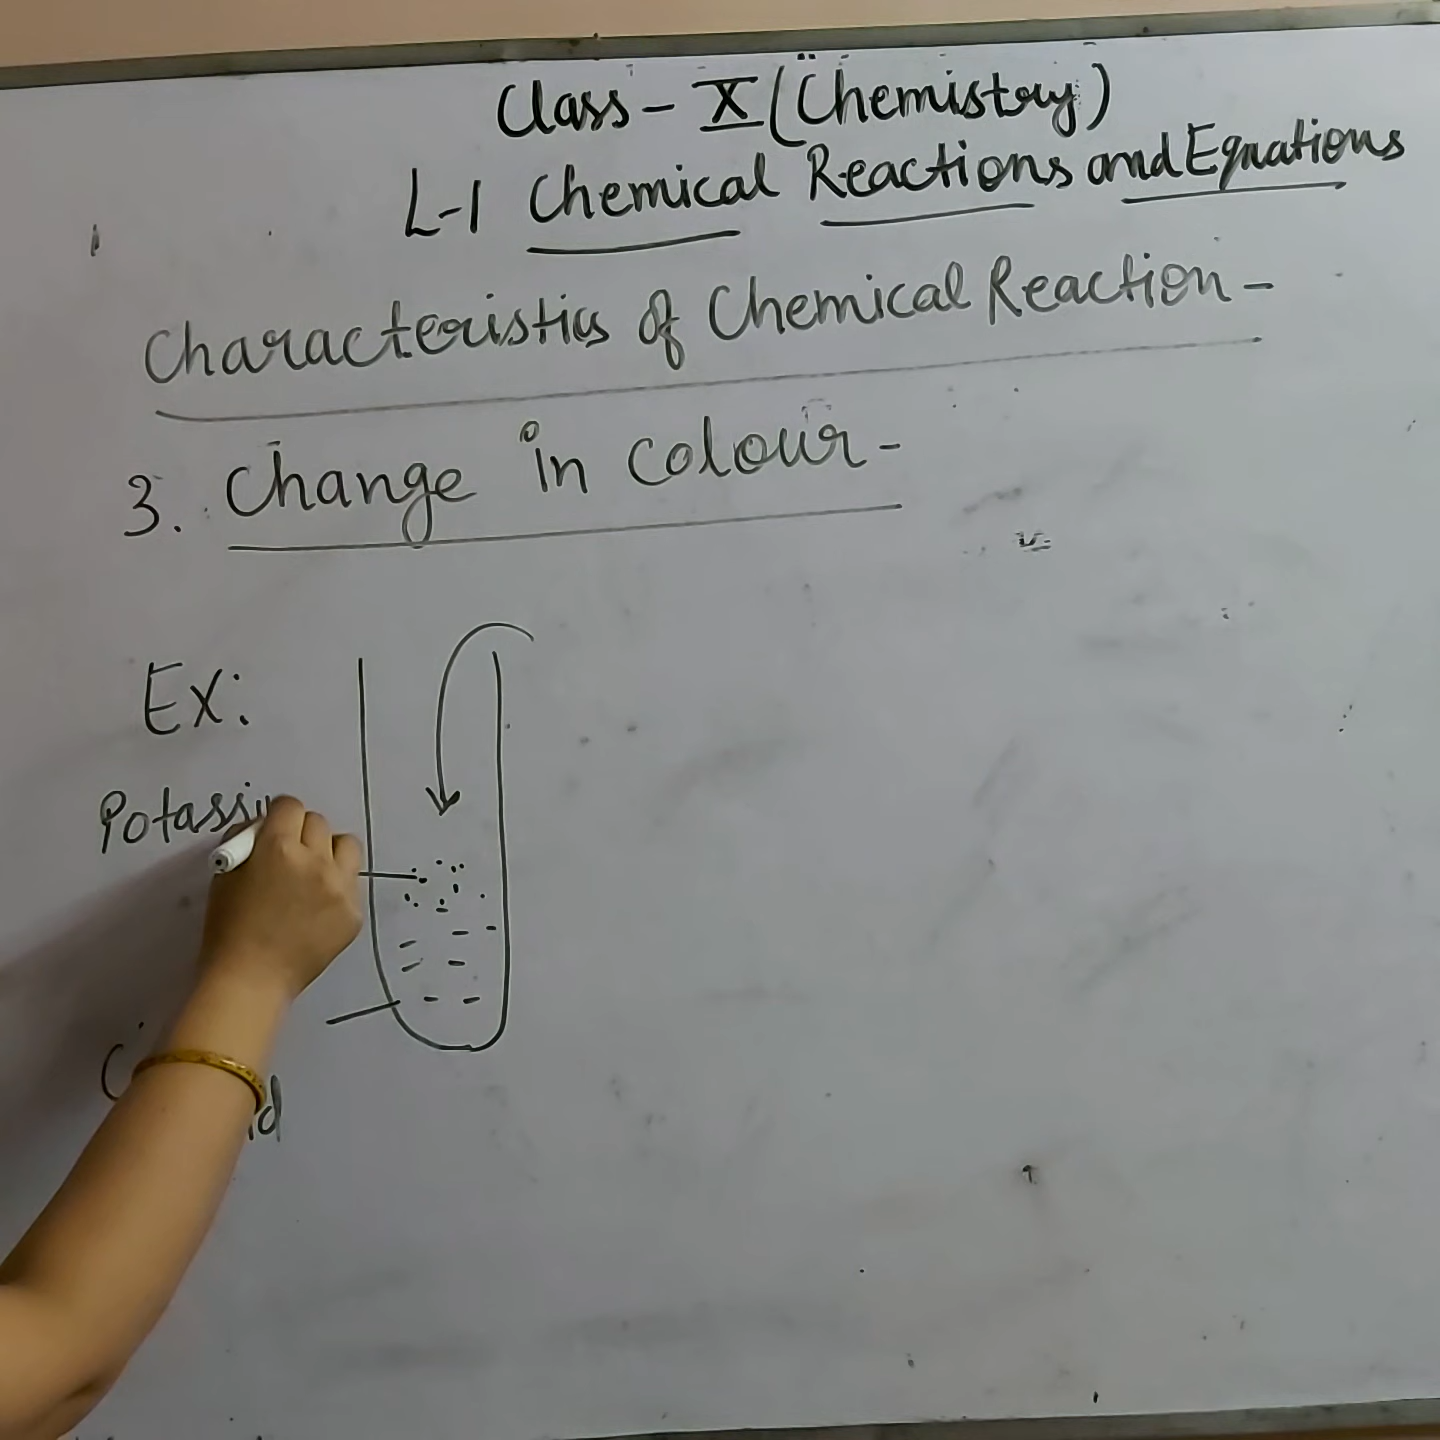 Class - X (Chemistry)
L-1 Chemical Reactions and Equations
Characteristics of Chemical Reaction -
3. Change in colour -
Ex: